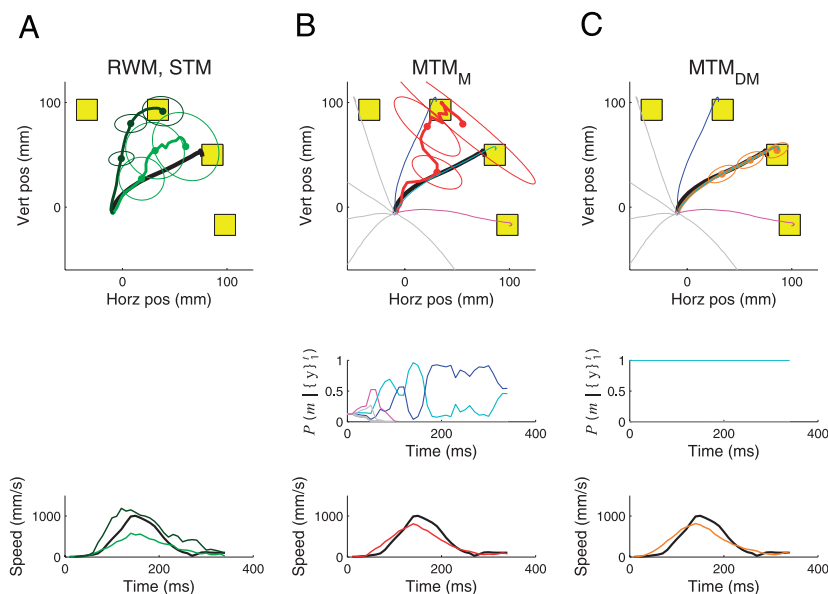 A
B
C
RWM, STM
MTM_M
MTM_DM
Vert pos (mm)
100
0
0
100
Horz pos (mm)
Vert pos (mm)
100
0
0
100
Horz pos (mm)
Vert pos (mm)
100
0
0
100
Horz pos (mm)
P (m | { y} ₁ᵗ)
1
0.5
0
0
200
400
Time (ms)
P (m | { y} ₁ᵗ)
1
0.5
0
0
200
400
Time (ms)
Speed (mm/s)
1000
0
0
200
400
Time (ms)
Speed (mm/s)
1000
0
0
200
400
Time (ms)
Speed (mm/s)
1000
0
0
200
400
Time (ms)